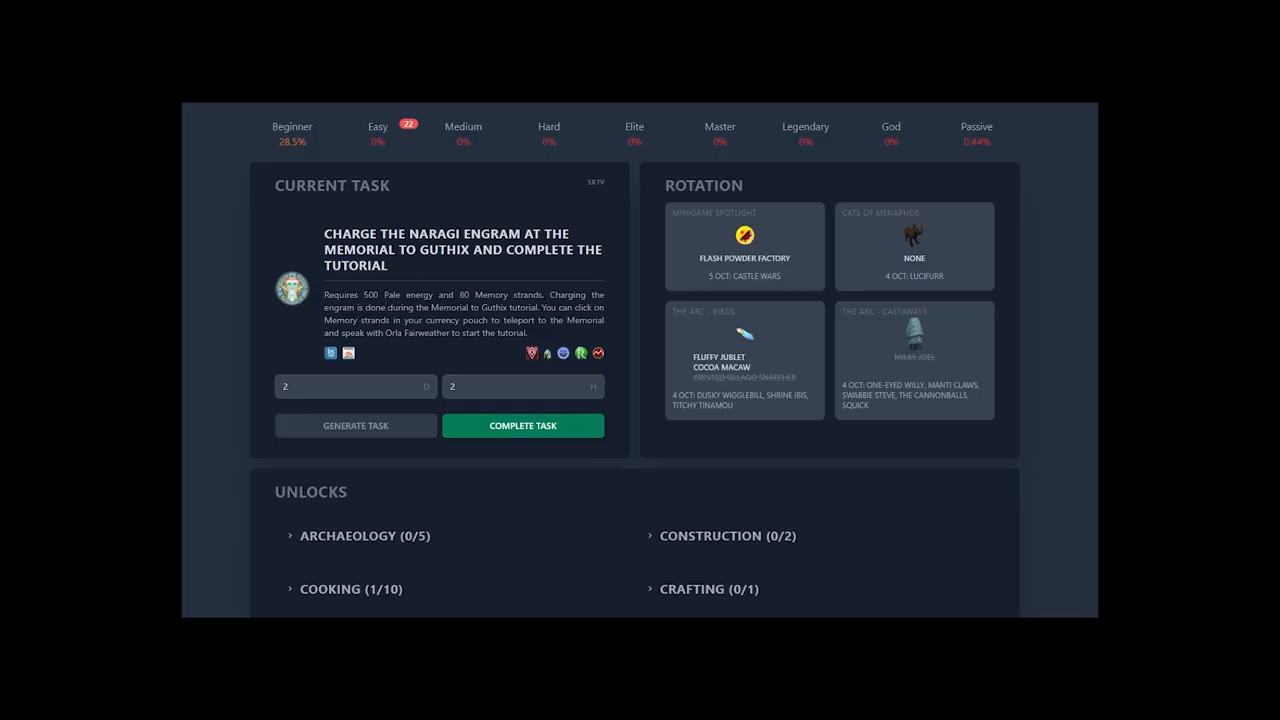 Beginner
28.5%
Easy
22
0%
Medium
0%
Hard
0%
Elite
0%
Master
0%
Legendary
0%
God
0%
Passive
0.44%
CURRENT TASK
187V
CHARGE THE NARAGI ENGRAM AT THE
MEMORIAL TO GUTHIX AND COMPLETE THE
TUTORIAL
Requires 500 Pale energy and 80 Memory strands. Charging the
engram is done during the Memorial to Guthix tutorial. You can click on
Memory strands in your currency pouch to teleport to the Memorial
and speak with Orla Fairweather to start the tutorial.
2 D
2 H
GENERATE TASK
COMPLETE TASK
ROTATION
MINIGAME SPOTLIGHT
FLASH POWDER FACTORY
5 OCT: CASTLE WARS
CATS OF MENAPHOS
NONE
4 OCT: LUCIFURR
THE ARC - BIRDS
FLUFFY JUBLET
COCOA MACAW
CRESTED SILLAGO SNATCHER
4 OCT: DUSKY WIGGLEBILL, SHRINE IBIS,
TITCHY TINAMOU
THE ARC - CASTAWAYS
MILKY JOEL
4 OCT: ONE-EYED WILLY, MANTI CLAWS,
SWABBIE STEVE, THE CANNONBALLS,
SQUICK
UNLOCKS
› ARCHAEOLOGY (0/5)
› CONSTRUCTION (0/2)
› COOKING (1/10)
› CRAFTING (0/1)